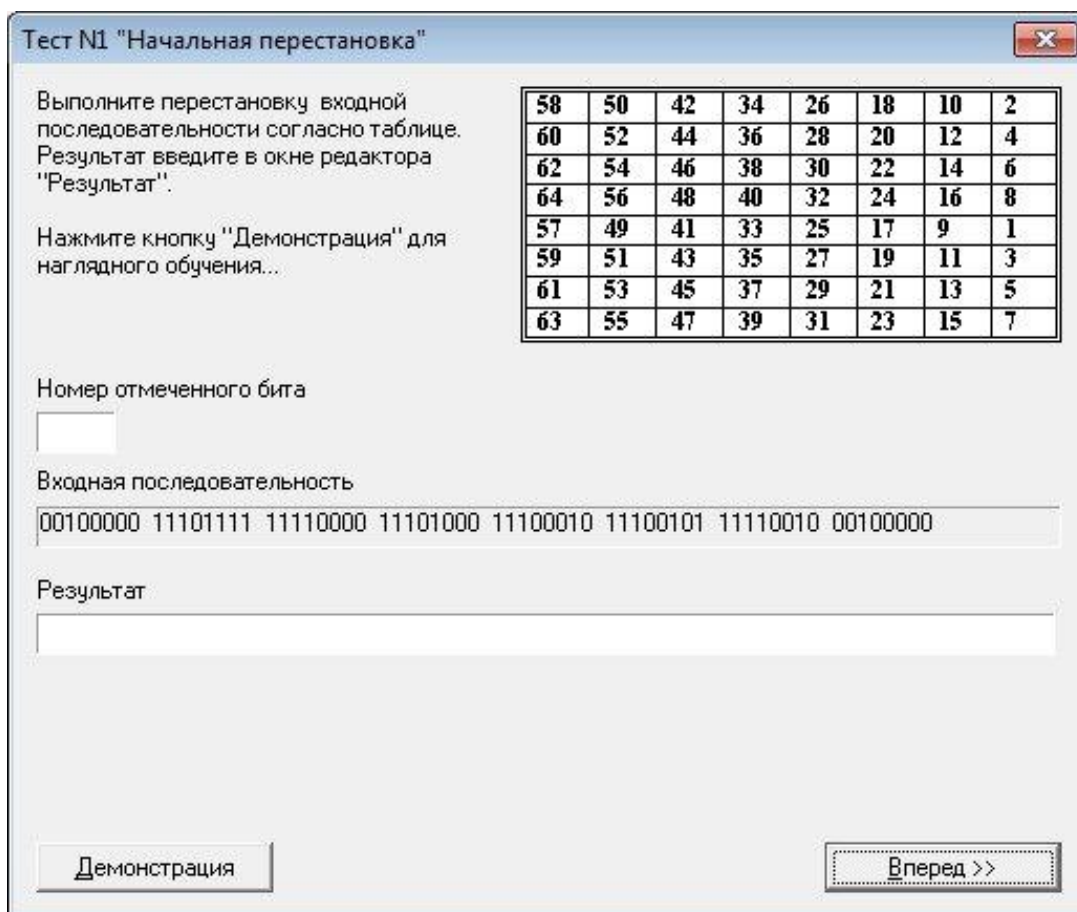 Тест N1 "Начальная перестановка"
Выполните перестановку входной
последовательности согласно таблице.
Результат введите в окне редактора
"Результат".
Нажмите кнопку "Демонстрация" для
наглядного обучения...
58 50 42 34 26 18 10 2
60 52 44 36 28 20 12 4
62 54 46 38 30 22 14 6
64 56 48 40 32 24 16 8
57 49 41 33 25 17 9 1
59 51 43 35 27 19 11 3
61 53 45 37 29 21 13 5
63 55 47 39 31 23 15 7
Номер отмеченного бита
Входная последовательность
00100000 11101111 11110000 11101000 11100010 11100101 11110010 00100000
Результат
Демонстрация
Вперед >>